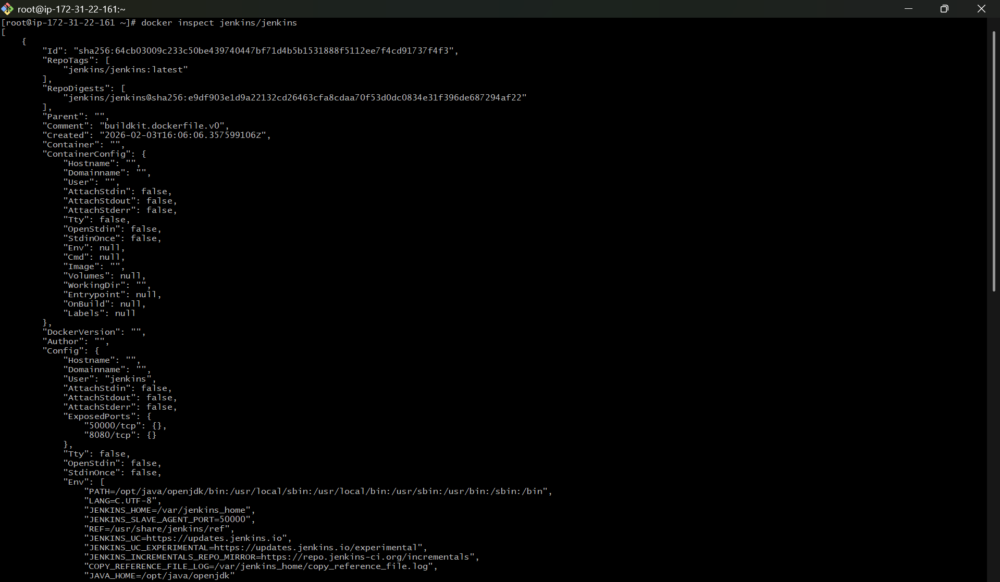 root@ip-172-31-22-161:~
[root@ip-172-31-22-161 ~]# docker inspect jenkins/jenkins
[
    {
        "Id": "sha256:64cb03009c233c50be439740447bf71d4b5b1531888f5112ee7f4cd91737f4f3",
        "RepoTags": [
            "jenkins/jenkins:latest"
        ],
        "RepoDigests": [
            "jenkins/jenkins@sha256:e9df903e1d9a22132cd26463cfa8cdaa70f53d0dc0834e31f396de687294af22"
        ],
        "Parent": "",
        "Comment": "buildkit.dockerfile.v0",
        "Created": "2026-02-03T16:06:06.357599106Z",
        "Container": "",
        "ContainerConfig": {
            "Hostname": "",
            "Domainname": "",
            "User": "",
            "AttachStdin": false,
            "AttachStdout": false,
            "AttachStderr": false,
            "Tty": false,
            "OpenStdin": false,
            "StdinOnce": false,
            "Env": null,
            "Cmd": null,
            "Image": "",
            "Volumes": null,
            "WorkingDir": "",
            "Entrypoint": null,
            "OnBuild": null,
            "Labels": null
        },
        "DockerVersion": "",
        "Author": "",
        "Config": {
            "Hostname": "",
            "Domainname": "",
            "User": "jenkins",
            "AttachStdin": false,
            "AttachStdout": false,
            "AttachStderr": false,
            "ExposedPorts": {
                "50000/tcp": {},
                "8080/tcp": {}
            },
            "Tty": false,
            "OpenStdin": false,
            "StdinOnce": false,
            "Env": [
                "PATH=/opt/java/openjdk/bin:/usr/local/sbin:/usr/local/bin:/usr/sbin:/usr/bin:/sbin:/bin",
                "LANG=C.UTF-8",
                "JENKINS_HOME=/var/jenkins_home",
                "JENKINS_SLAVE_AGENT_PORT=50000",
                "REF=/usr/share/jenkins/ref",
                "JENKINS_UC=https://updates.jenkins.io",
                "JENKINS_UC_EXPERIMENTAL=https://updates.jenkins.io/experimental",
                "JENKINS_INCREMENTALS_REPO_MIRROR=https://repo.jenkins-ci.org/incrementals",
                "COPY_REFERENCE_FILE_LOG=/var/jenkins_home/copy_reference_file.log",
                "JAVA_HOME=/opt/java/openjdk"